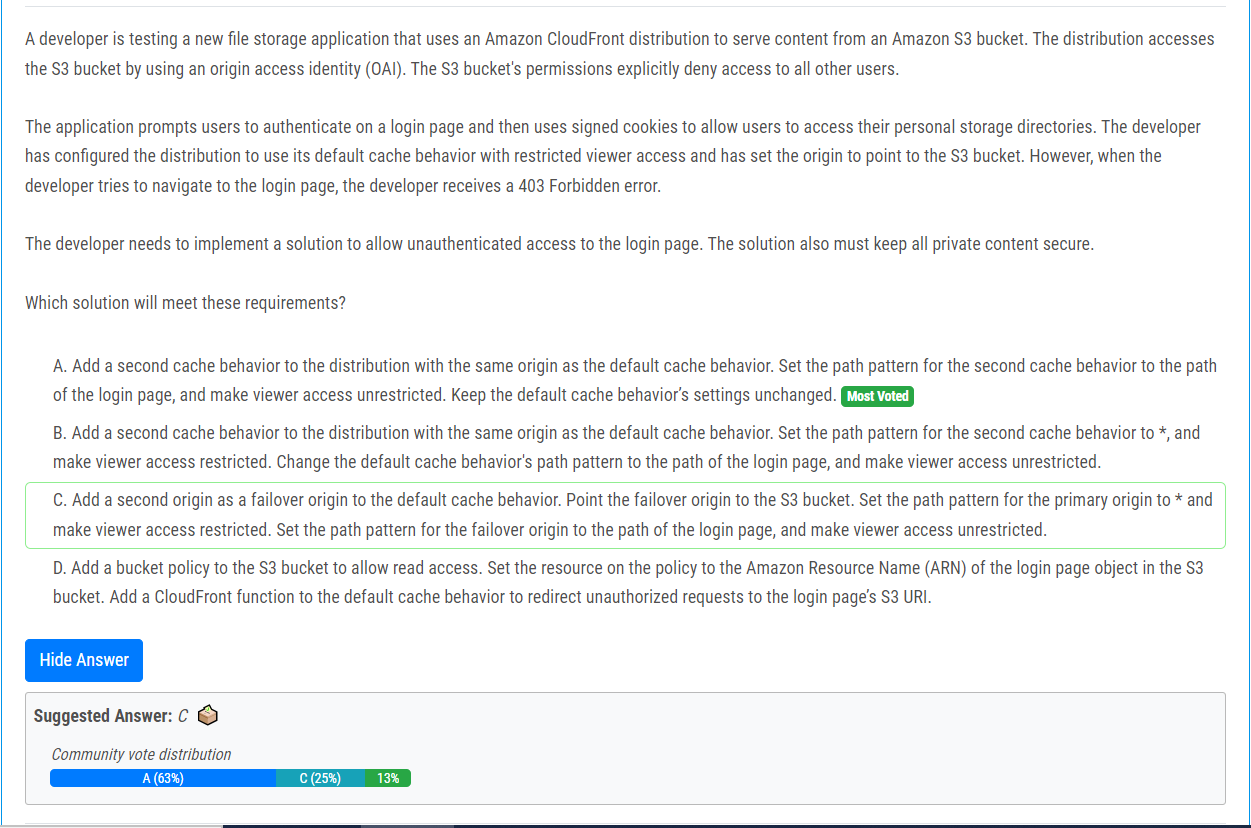 A developer is testing a new file storage application that uses an Amazon CloudFront distribution to serve content from an Amazon S3 bucket. The distribution accesses
the S3 bucket by using an origin access identity (OAI). The S3 bucket's permissions explicitly deny access to all other users.
The application prompts users to authenticate on a login page and then uses signed cookies to allow users to access their personal storage directories. The developer
has configured the distribution to use its default cache behavior with restricted viewer access and has set the origin to point to the S3 bucket. However, when the
developer tries to navigate to the login page, the developer receives a 403 Forbidden error.
The developer needs to implement a solution to allow unauthenticated access to the login page. The solution also must keep all private content secure.
Which solution will meet these requirements?
A. Add a second cache behavior to the distribution with the same origin as the default cache behavior. Set the path pattern for the second cache behavior to the path
of the login page, and make viewer access unrestricted. Keep the default cache behavior’s settings unchanged. Most Voted
B. Add a second cache behavior to the distribution with the same origin as the default cache behavior. Set the path pattern for the second cache behavior to *, and
make viewer access restricted. Change the default cache behavior's path pattern to the path of the login page, and make viewer access unrestricted.
C. Add a second origin as a failover origin to the default cache behavior. Point the failover origin to the S3 bucket. Set the path pattern for the primary origin to * and
make viewer access restricted. Set the path pattern for the failover origin to the path of the login page, and make viewer access unrestricted.
D. Add a bucket policy to the S3 bucket to allow read access. Set the resource on the policy to the Amazon Resource Name (ARN) of the login page object in the S3
bucket. Add a CloudFront function to the default cache behavior to redirect unauthorized requests to the login page’s S3 URI.
Hide Answer
Suggested Answer: C
Community vote distribution
A (63%) C (25%) 13%